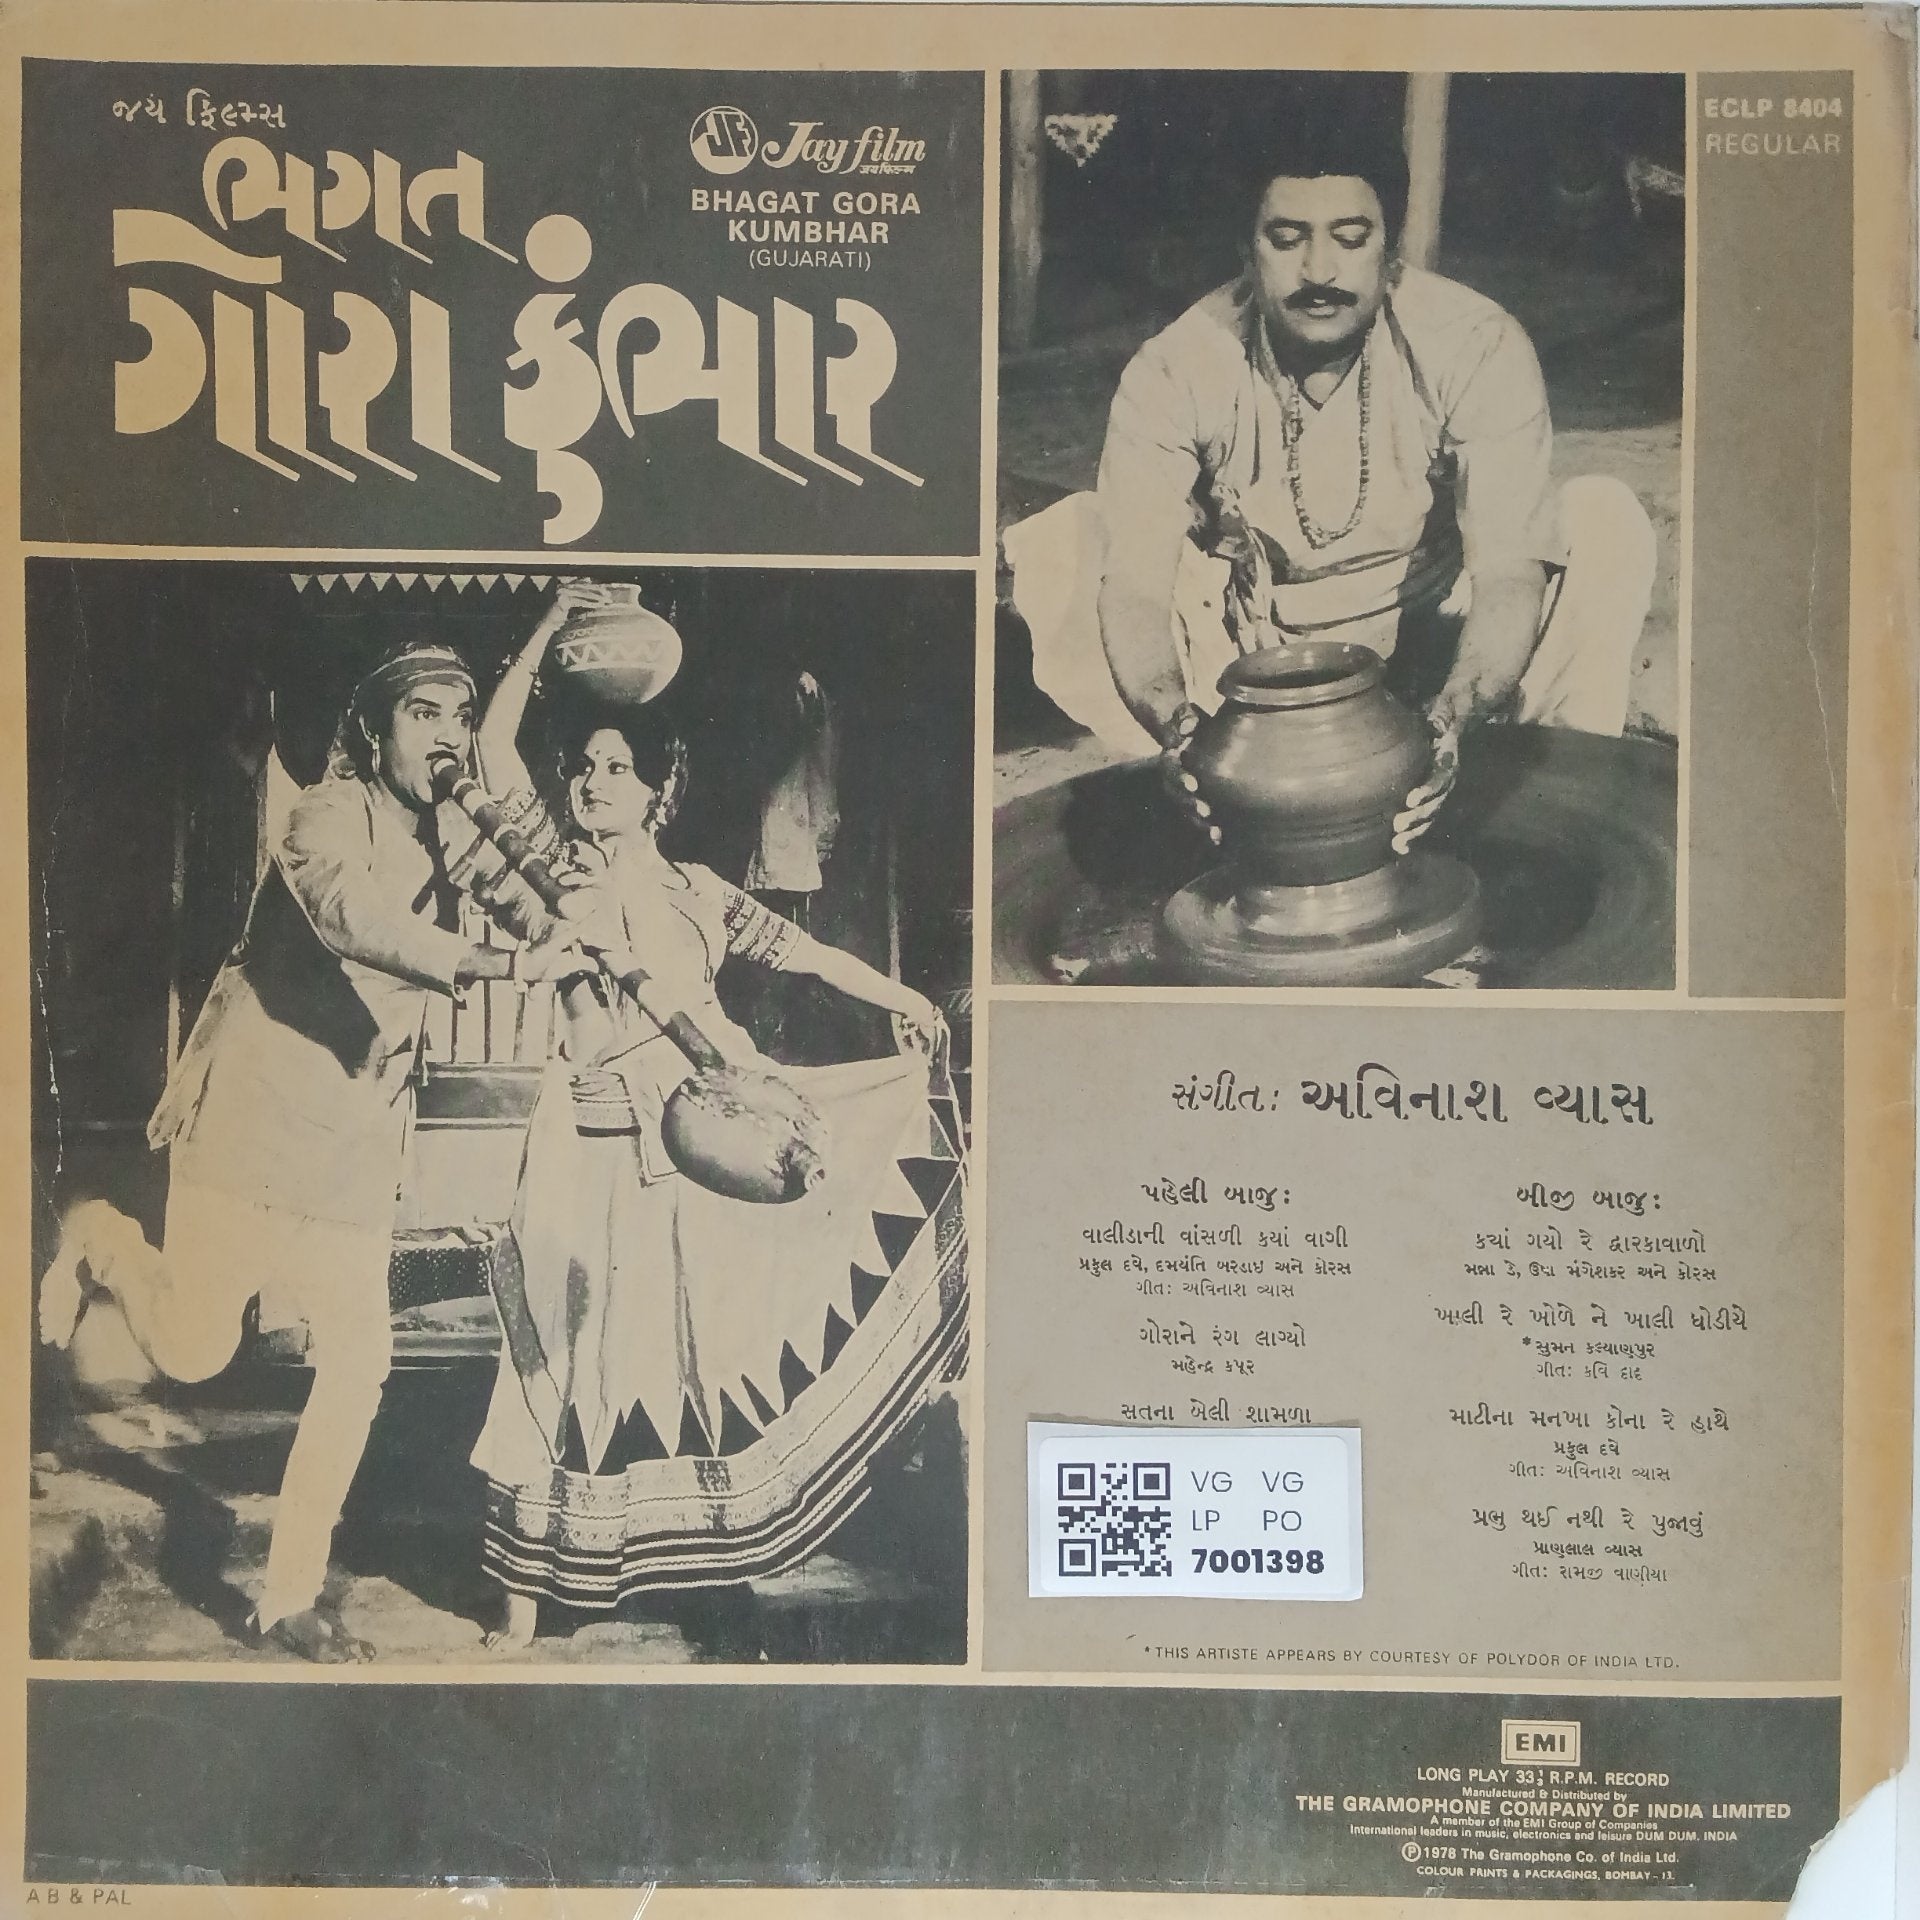 જય ફિલ્મ્સ
ભગત
ગોરા કુંભાર
JF Jay film
जय फिल्म
BHAGAT GORA
KUMBHAR
(GUJARATI)
ECLP 8404
REGULAR
સંગીત: અવિનાશ વ્યાસ
પહેલી બાજુ:
વાલીડાની વાંસળી કયાં વાગી
પ્રફુલ દવે, દમયંતિ બરડાઇ અને કોરસ
ગીત: અવિનાશ વ્યાસ
ગોરાને રંગ લાગ્યો
મહેન્દ્ર કપૂર
સતના બેલી શામળા
બીજી બાજુ:
કયાં ગયો રે દ્વારકાવાળો
મન્ના ડે, ઉષા મંગેશકર અને કોરસ
ખાલી રે ખોળે ને ખાલી ઘોડીયે
*સુમન કલ્યાણપુર
ગીત: કવિ દાદ
માટીના મનખા કોના રે હાથે
પ્રફુલ દવે
ગીત: અવિનાશ વ્યાસ
પ્રભુ થઈ નથી રે પુજાવું
પ્રાણલાલ વ્યાસ
ગીત: રામજી વાણીયા
VG VG
LP PO
7001398
*THIS ARTISTE APPEARS BY COURTESY OF POLYDOR OF INDIA LTD.
EMI
LONG PLAY 33⅓ R.P.M. RECORD
Manufactured & Distributed by
THE GRAMOPHONE COMPANY OF INDIA LIMITED
A member of the EMI Group of Companies
International leaders in music, electronics and leisure DUM DUM, INDIA
Ⓟ1978 The Gramophone Co. of India Ltd.
COLOUR PRINTS & PACKAGINGS, BOMBAY-13.
A B & PAL